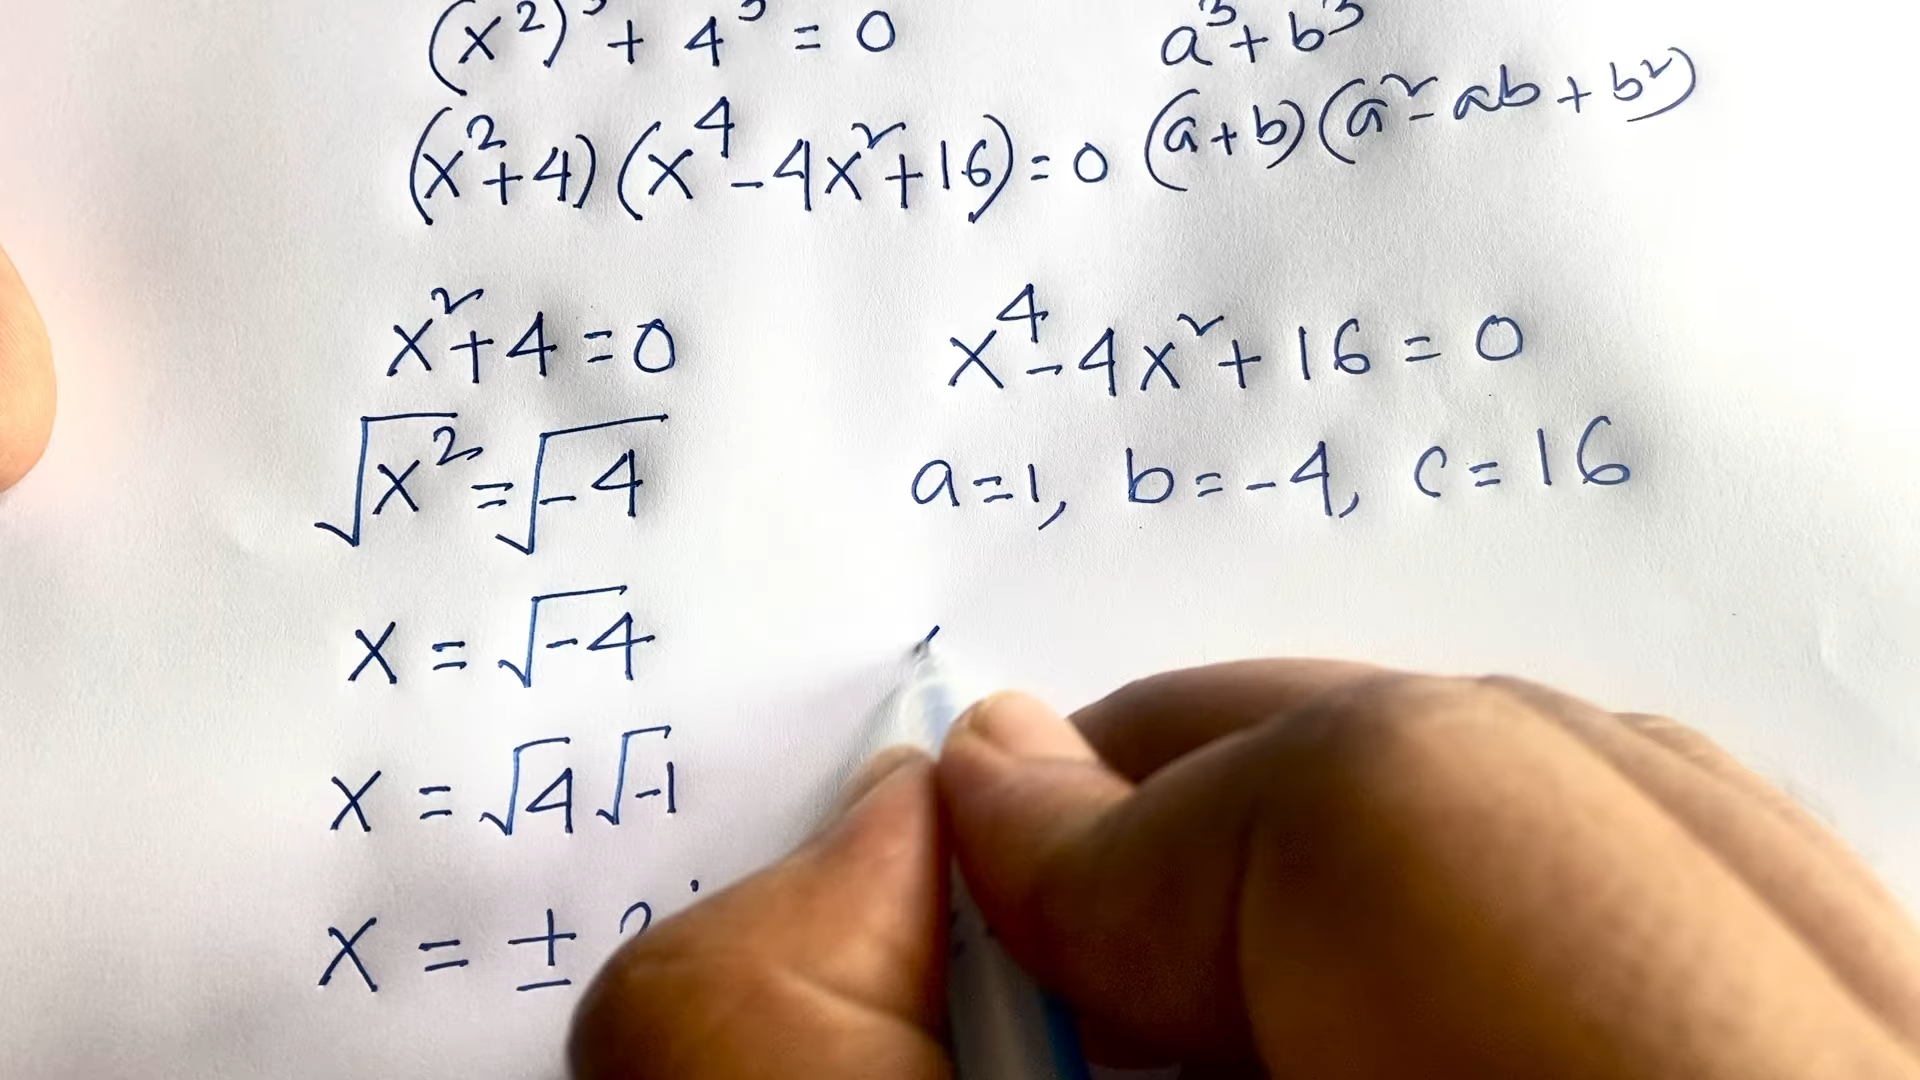 (x²)³ + 4³ = 0
a³ + b³
(x²+4)(x⁴-4x²+16)=0
(a+b)(a²-ab+b²)
x²+4=0
√x²=√-4
x = √-4
x = √4 √-1
x = ±
x⁴-4x²+16=0
a=1, b=-4, c=16